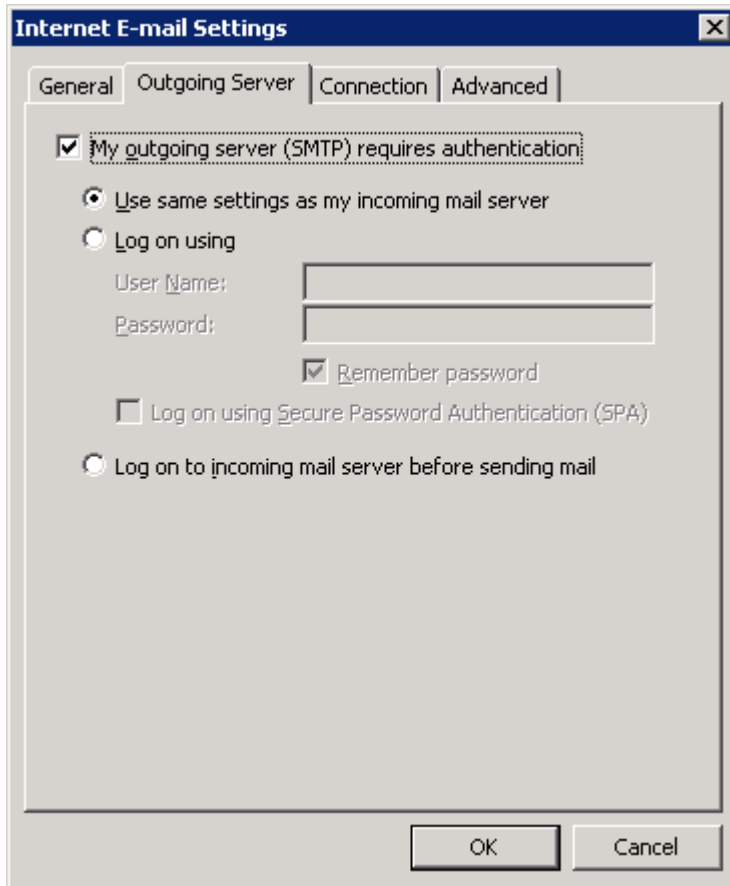 Internet E-mail Settings
General Outgoing Server Connection Advanced
My outgoing server (SMTP) requires authentication
Use same settings as my incoming mail server
Log on using
User Name:
Password:
Remember password
Log on using Secure Password Authentication (SPA)
Log on to incoming mail server before sending mail
OK Cancel